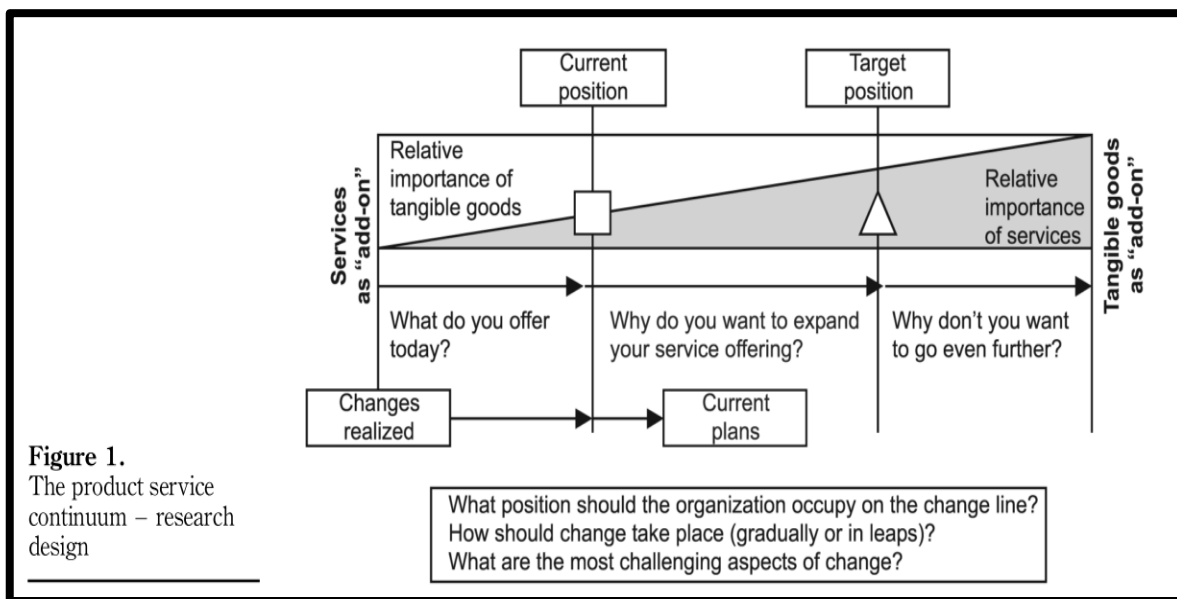 Current
position
Target
position
Services
as "add-on"
Relative
importance of
tangible goods
Relative
importance
of services
Tangible goods
as "add-on"
What do you offer
today?
Why do you want to expand
your service offering?
Why don't you want
to go even further?
Changes
realized
Current
plans
Figure 1.
The product service
continuum – research
design
What position should the organization occupy on the change line?
How should change take place (gradually or in leaps)?
What are the most challenging aspects of change?